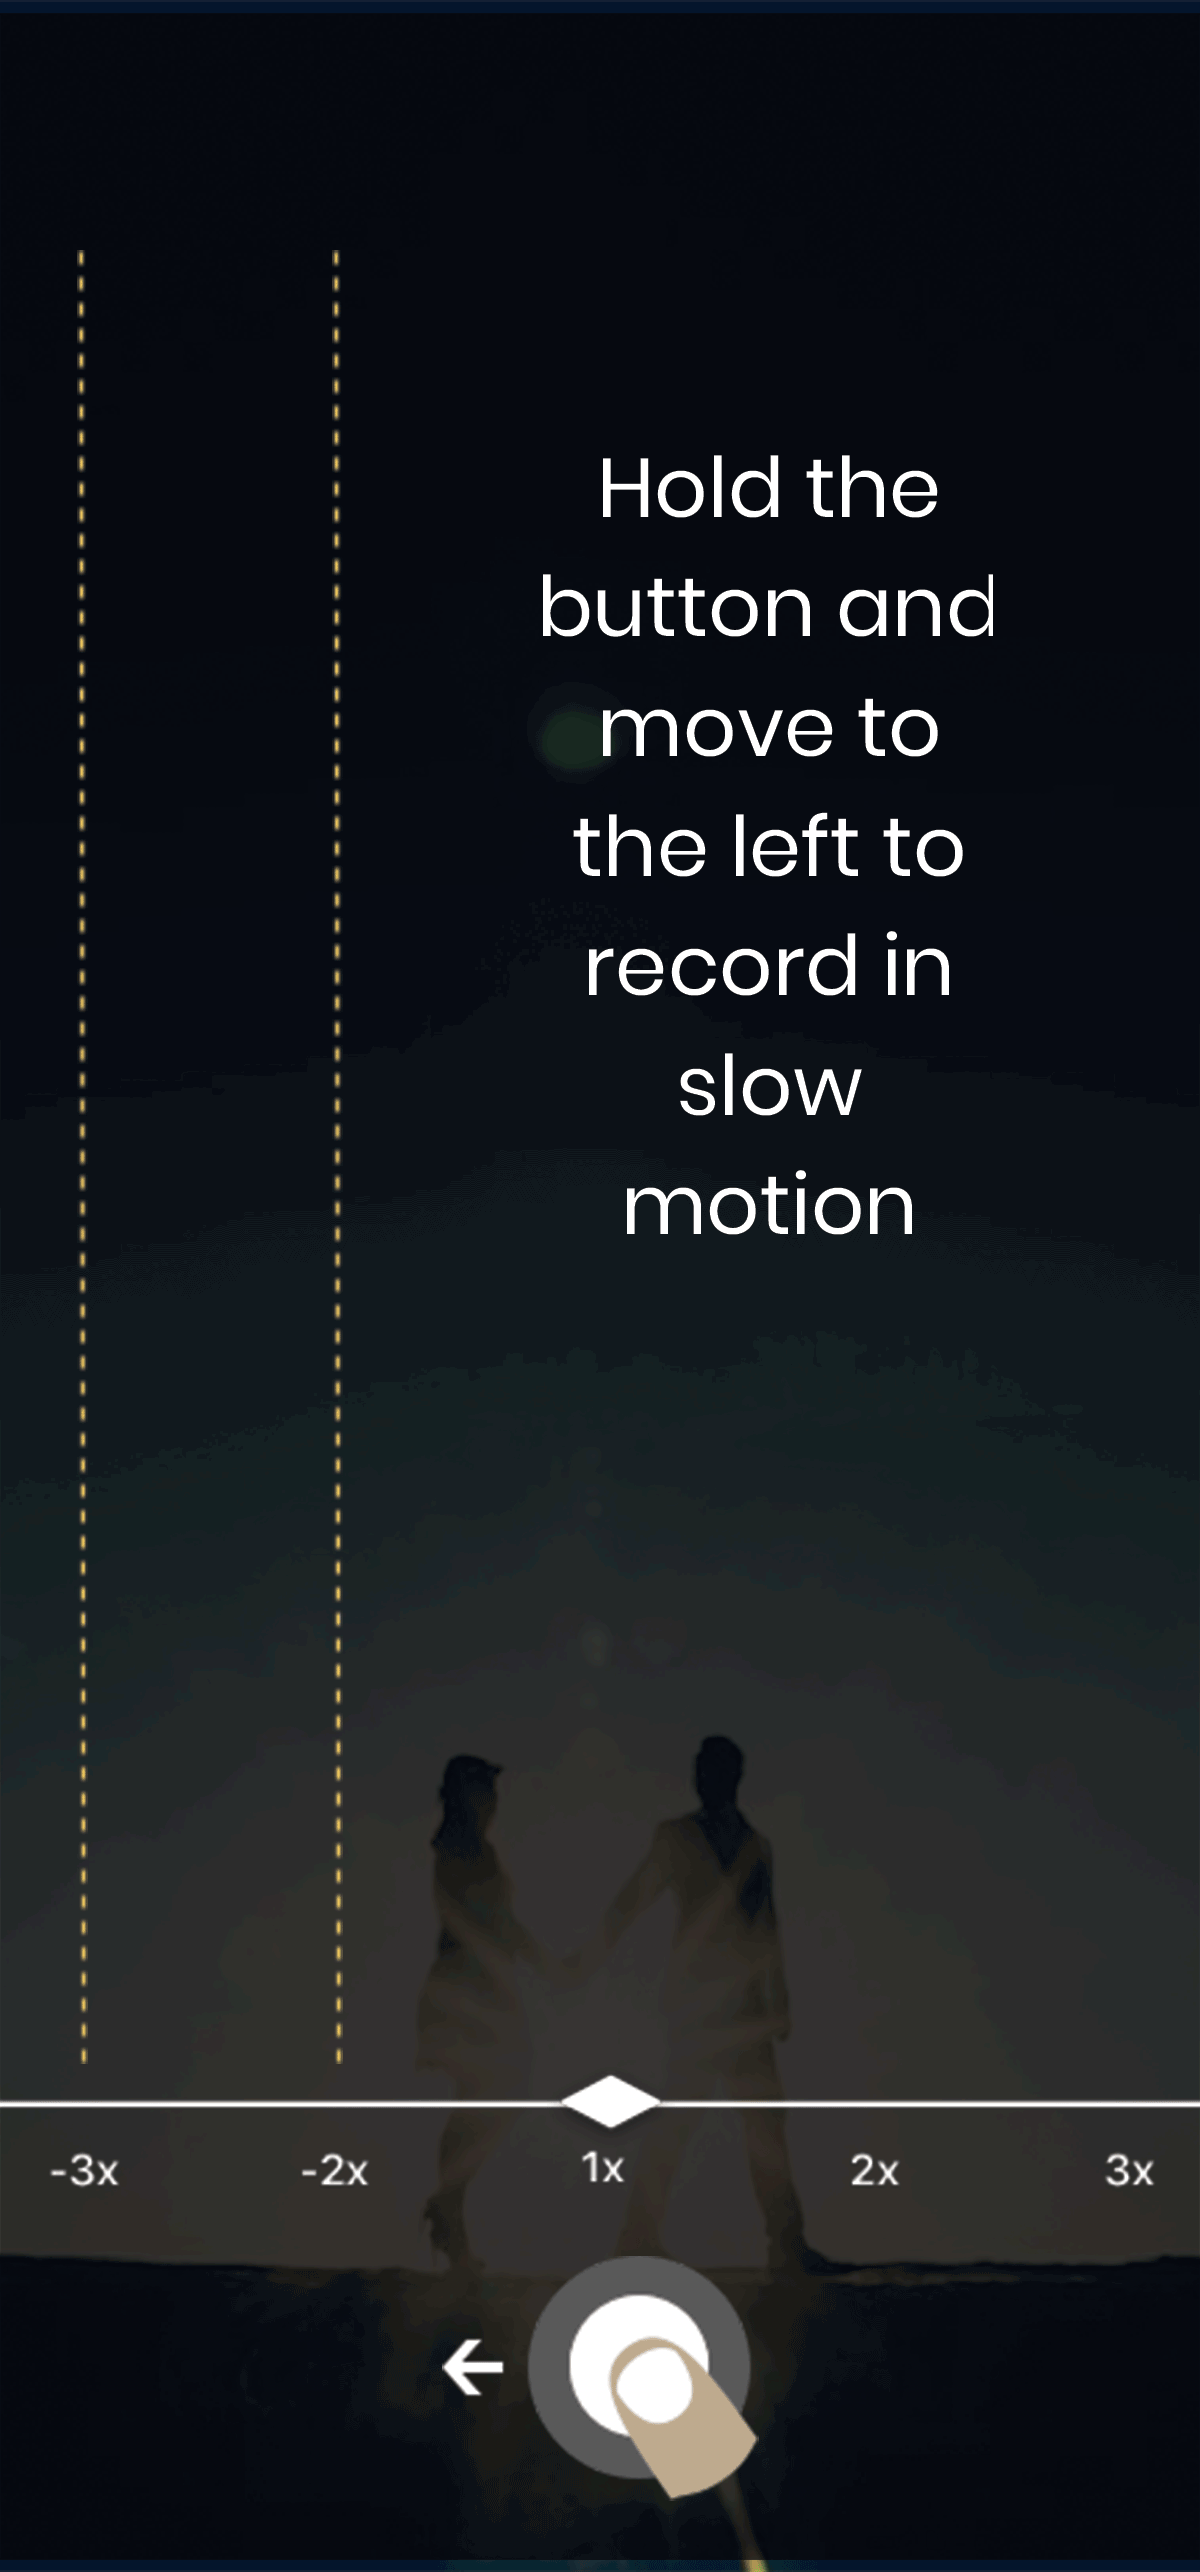 Hold the
button and
move to
the left to
record in
slow
motion
-3x -2x 1x 2x 3x